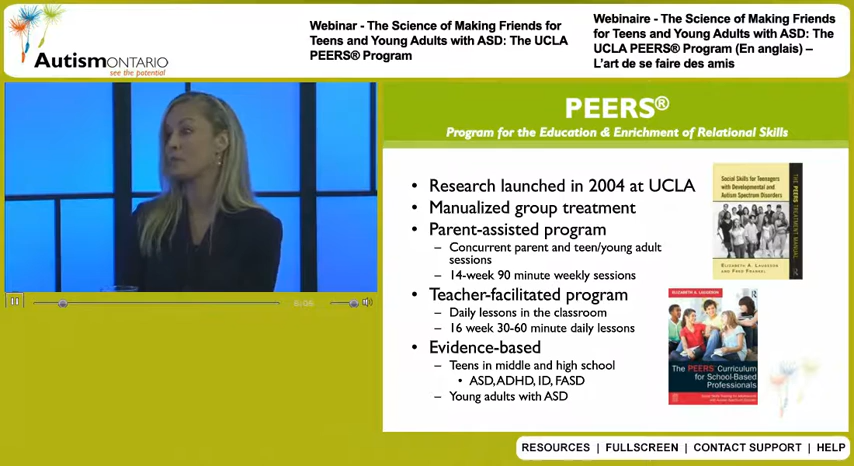 AutismONTARIO
see the potential
Webinar - The Science of Making Friends for
Teens and Young Adults with ASD: The UCLA
PEERS® Program
Webinaire - The Science of Making Friends
for Teens and Young Adults with ASD: The
UCLA PEERS® Program (En anglais) –
L’art de se faire des amis
PEERS®
Program for the Education & Enrichment of Relational Skills
• Research launched in 2004 at UCLA
• Manualized group treatment
• Parent-assisted program
– Concurrent parent and teen/young adult
sessions
– 14-week 90 minute weekly sessions
• Teacher-facilitated program
– Daily lessons in the classroom
– 16 week 30-60 minute daily lessons
• Evidence-based
– Teens in middle and high school
• ASD, ADHD, ID, FASD
– Young adults with ASD
Social Skills for Teenagers
with Developmental and
Autism Spectrum Disorders
THE PEERS TREATMENT MANUAL
ELIZABETH A. LAUGESON
AND FRED FRANKEL
ELIZABETH A. LAUGESON
The PEERS® Curriculum
for School-Based
Professionals
RESOURCES | FULLSCREEN | CONTACT SUPPORT | HELP